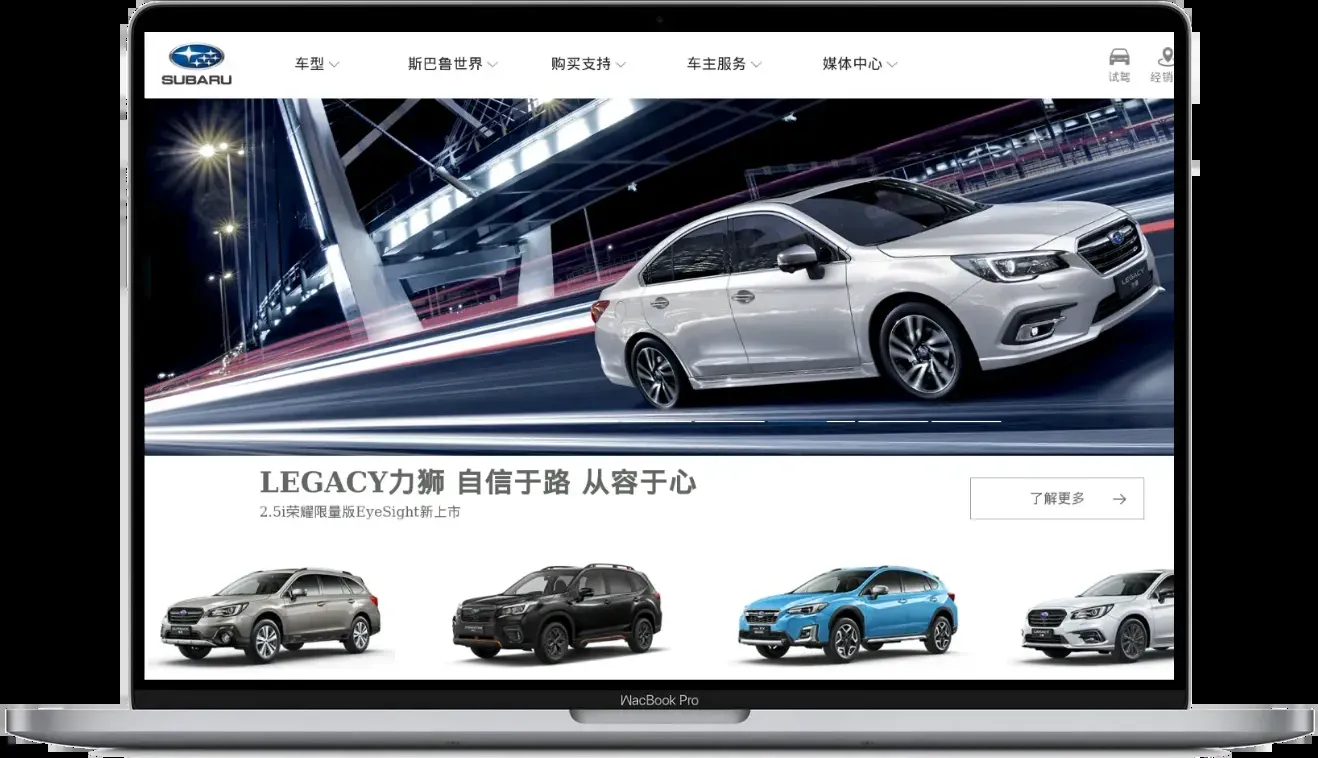 SUBARU
车型
斯巴鲁世界
购买支持
车主服务
媒体中心
试驾
经销
LEGACY
LEGACY力狮 自信于路 从容于心
2.5i荣耀限量版EyeSight新上市
了解更多
MacBook Pro